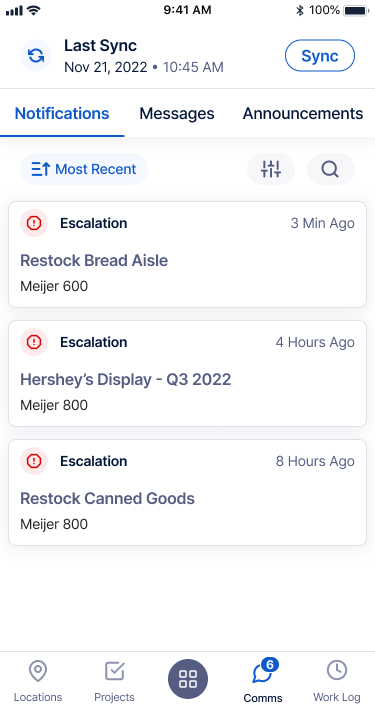 9:41 AM
100%
Last Sync
Nov 21, 2022 • 10:45 AM
Sync
Notifications Messages Announcements
Most Recent
Escalation 3 Min Ago
Restock Bread Aisle
Meijer 600
Escalation 4 Hours Ago
Hershey’s Display - Q3 2022
Meijer 800
Escalation 8 Hours Ago
Restock Canned Goods
Meijer 800
6
Locations Projects Comms Work Log